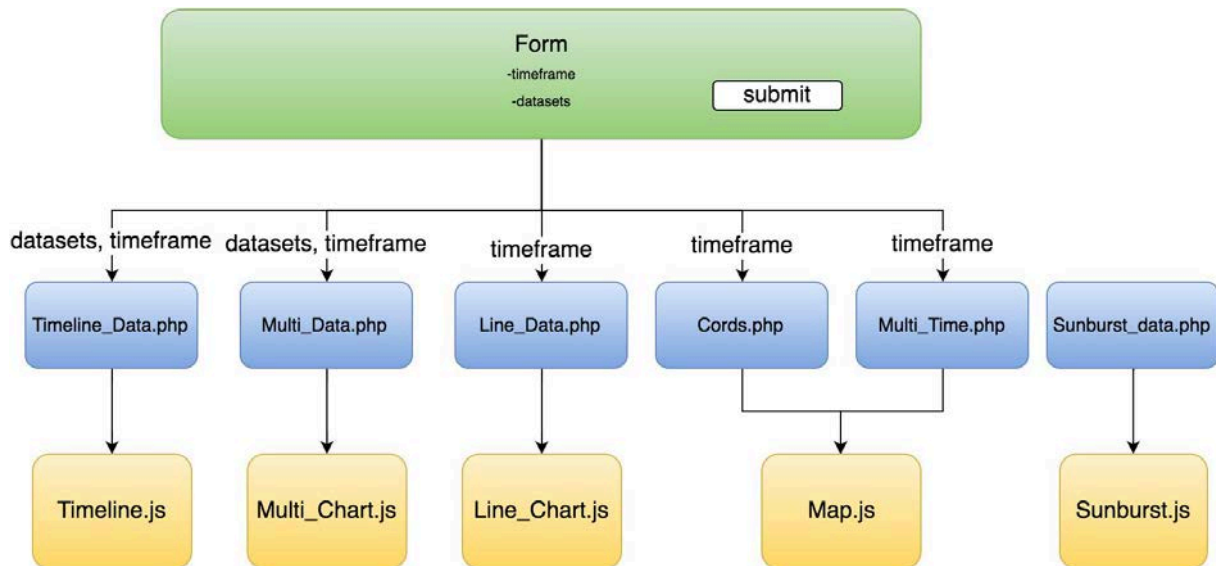 Form
-timeframe
-datasets
submit
datasets, timeframe
datasets, timeframe
timeframe
timeframe
timeframe
Timeline_Data.php
Multi_Data.php
Line_Data.php
Cords.php
Multi_Time.php
Sunburst_data.php
Timeline.js
Multi_Chart.js
Line_Chart.js
Map.js
Sunburst.js